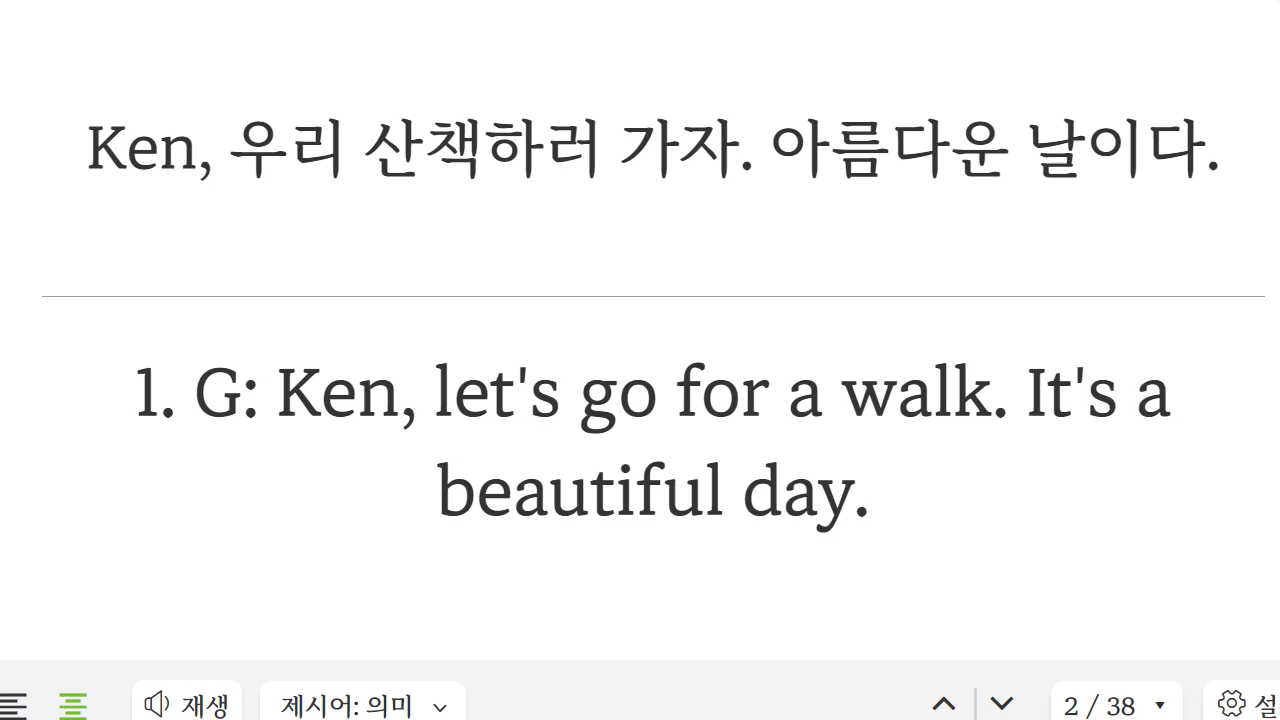 Ken, 우리 산책하러 가자. 아름다운 날이다.
1. G: Ken, let's go for a walk. It's a
beautiful day.
재생 제시어: 의미 2 / 38